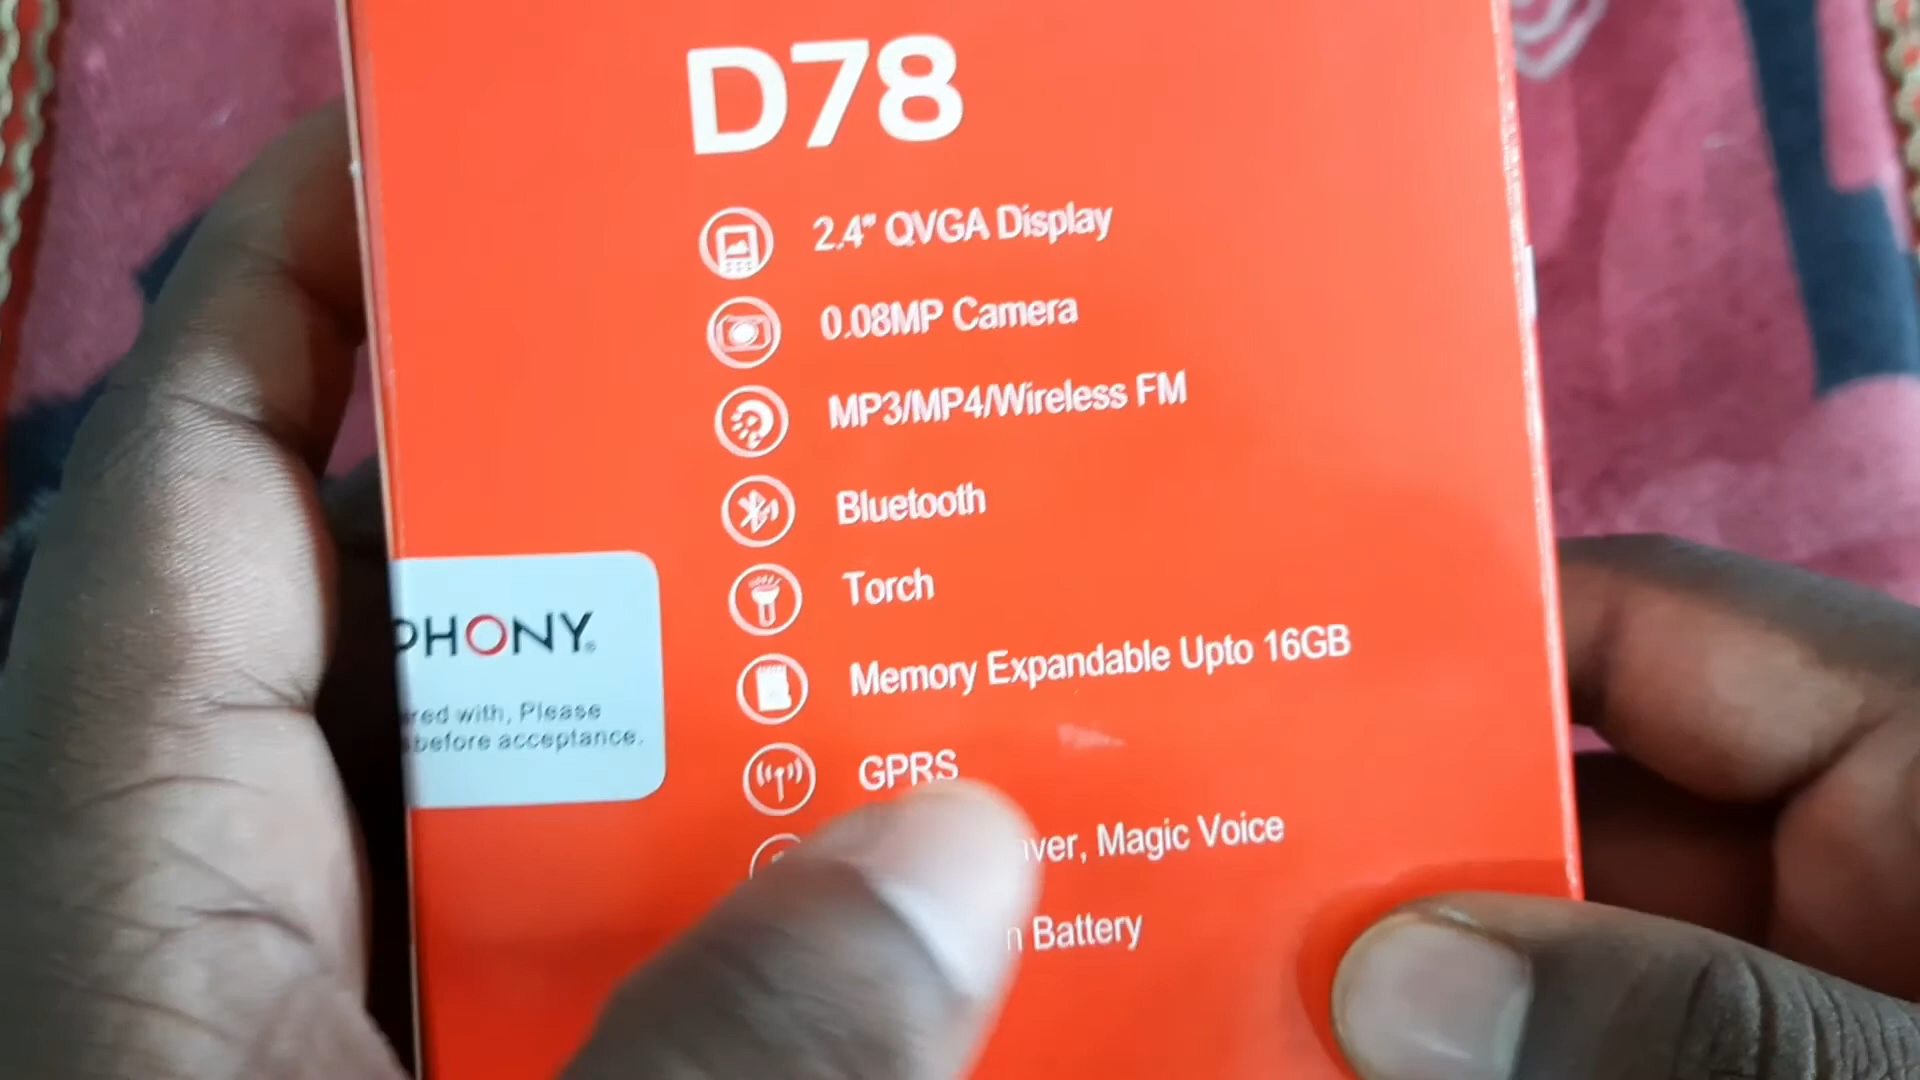 D78
2.4" QVGA Display
0.08MP Camera
MP3/MP4/Wireless FM
Bluetooth
Torch
Memory Expandable Upto 16GB
PHONY®
red with, Please
before acceptance.
GPRS
ver, Magic Voice
n Battery